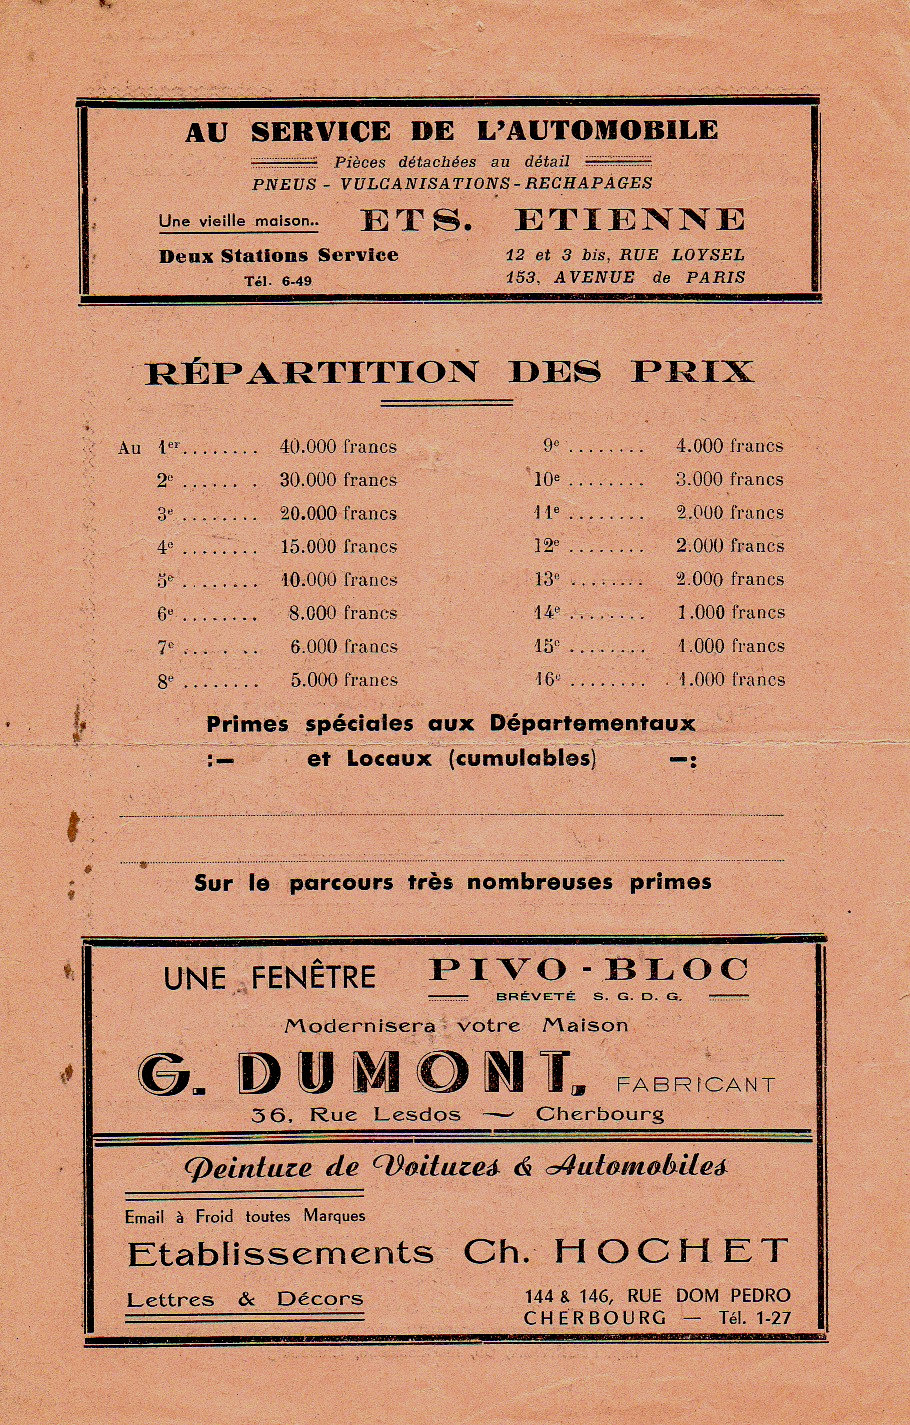 AU SERVICE DE L'AUTOMOBILE
Pièces détachées au détail
PNEUS - VULCANISATIONS - RECHAPAGES
Une vieille maison.. ETS. ETIENNE
Deux Stations Service 12 et 3 bis, RUE LOYSEL
Tél. 6-49 153, AVENUE de PARIS
RÉPARTITION DES PRIX
Au 1er........ 40.000 francs
2e ....... . 30.000 francs
3e ........ 20.000 francs
4e ........ 15.000 francs
5e ........ 10.000 francs
6e ........ 8.000 francs
7e ... . .. 6.000 francs
8e ........ 5.000 francs
9e ........ 4.000 francs
10e ........ 3.000 francs
11e ........ 2.000 francs
12e ........ 2.000 francs
13e ........ 2.000 francs
14e ........ 1.000 francs
15e ........ 1.000 francs
16e ........ 1.000 francs
Primes spéciales aux Départementaux
:— et Locaux (cumulables) —:
Sur le parcours très nombreuses primes
UNE FENÊTRE PIVO - BLOC
BRÉVETÉ S. G. D. G.
Modernisera votre Maison
G. DUMONT, FABRICANT
36, Rue Lesdos — Cherbourg
Peinture de Voitures & Automobiles
Email à Froid toutes Marques
Etablissements Ch. HOCHET
Lettres & Décors 144 & 146, RUE DOM PEDRO
CHERBOURG — Tél. 1-27